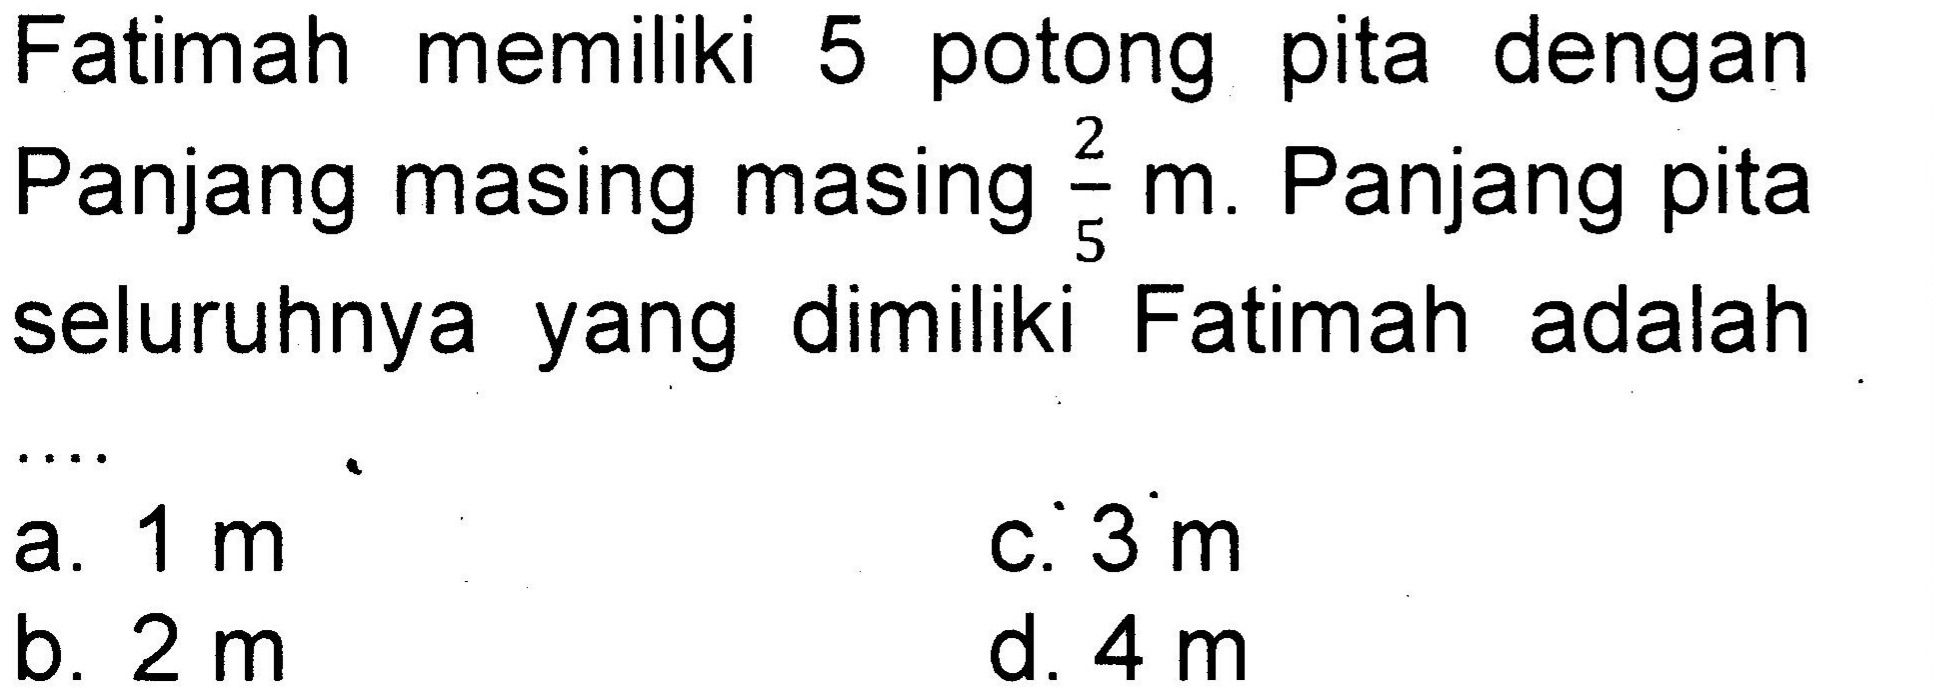 Fatimah memiliki 5 potong pita dengan
Panjang masing masing 2/5 m. Panjang pita
seluruhnya yang dimiliki Fatimah adalah
....
a. 1 m c. 3 m
b. 2 m d. 4 m